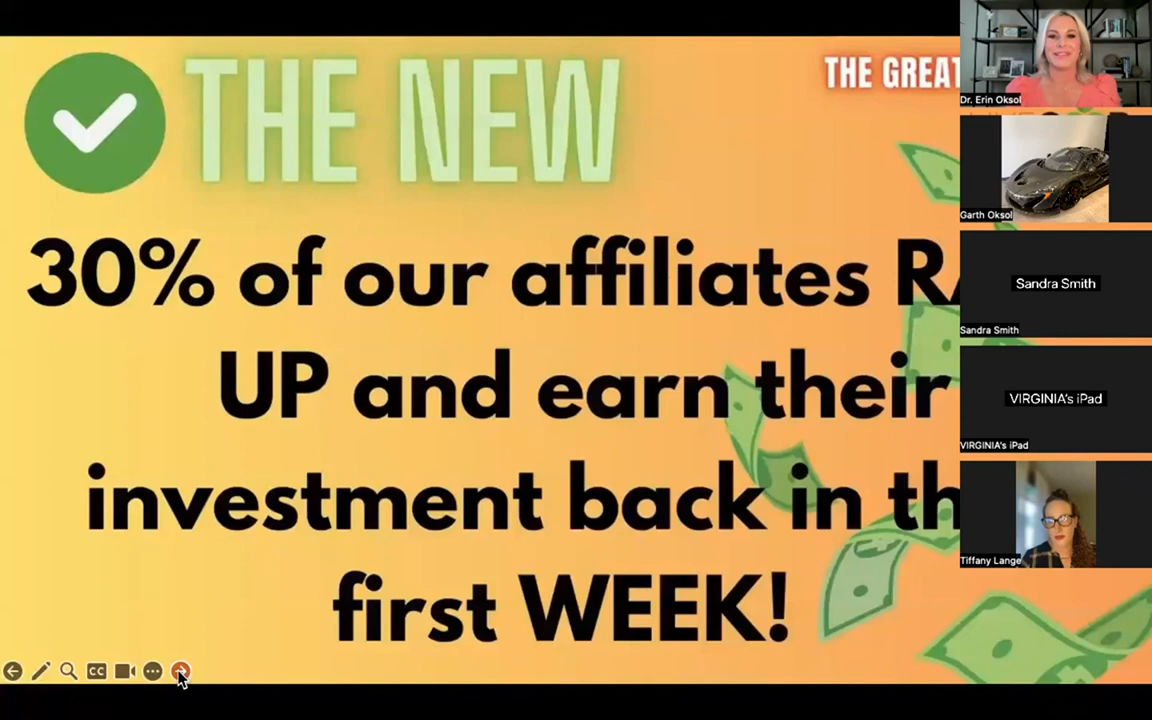 THE NEW
THE GREAT
30% of our affiliates
UP and earn their
investment back in
first WEEK!
CC
Dr. Erin Oksol
Garth Oksol
Sandra Smith
Sandra Smith
VIRGINIA's iPad
VIRGINIA's iPad
Tiffany Lange